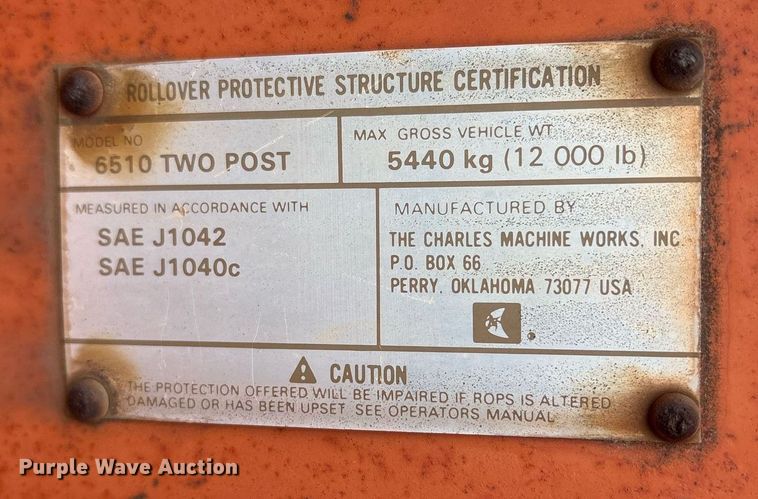 ROLLOVER PROTECTIVE STRUCTURE CERTIFICATION
MODEL NO
6510 TWO POST
MAX GROSS VEHICLE WT
5440 kg (12 000 lb)
MEASURED IN ACCORDANCE WITH
SAE J1042
SAE J1040c
MANUFACTURED BY
THE CHARLES MACHINE WORKS, INC
P.O. BOX 66
PERRY, OKLAHOMA 73077 USA
®
CAUTION
THE PROTECTION OFFERED WILL BE IMPAIRED IF ROPS IS ALTERED
DAMAGED OR HAS BEEN UPSET SEE OPERATORS MANUAL
Purple Wave Auction